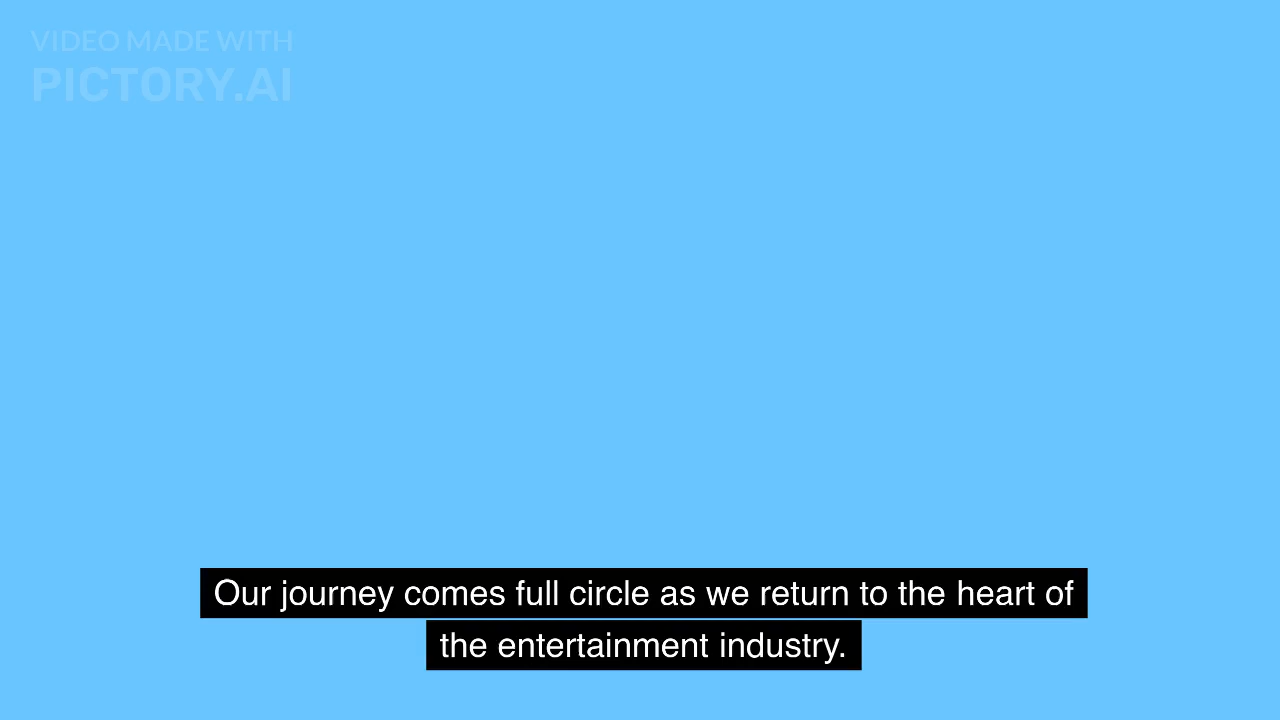 VIDEO MADE WITH
PICTORY.AI
Our journey comes full circle as we return to the heart of
the entertainment industry.